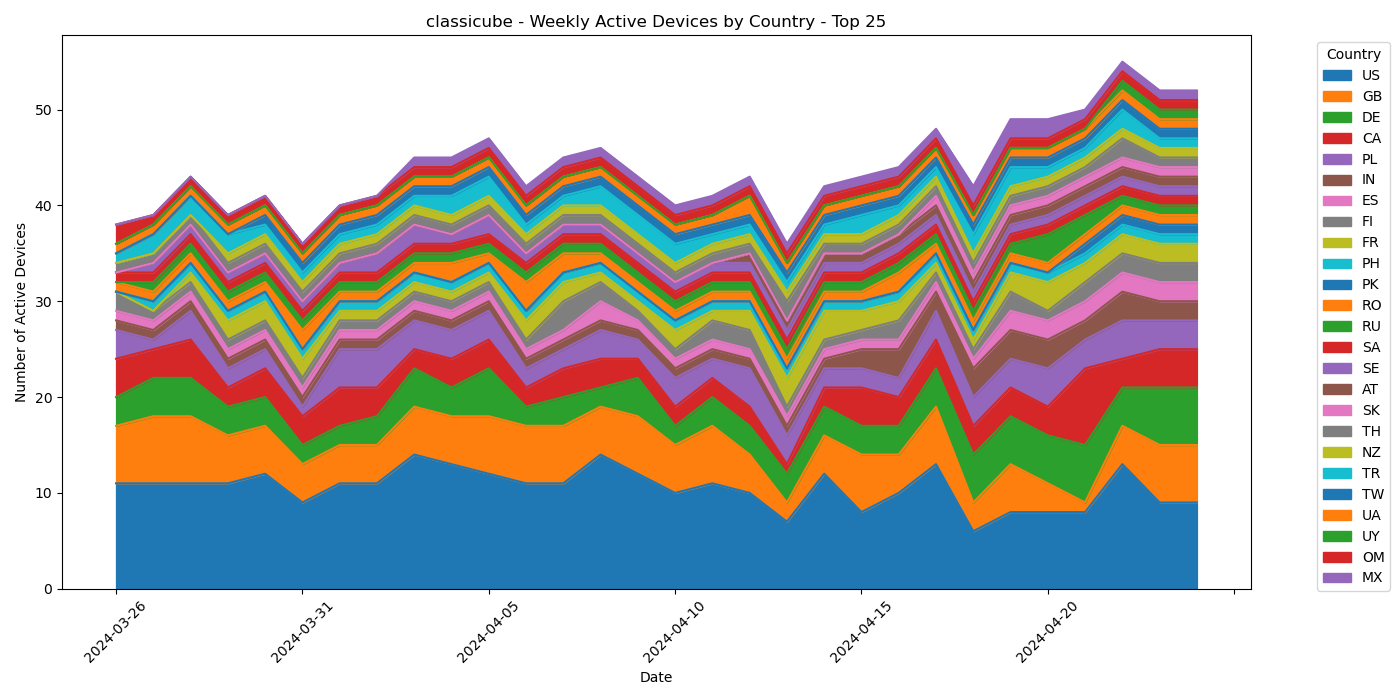 classicube - Weekly Active Devices by Country - Top 25
Number of Active Devices
50
40
30
20
10
0
2024-03-26
2024-03-31
2024-04-05
2024-04-10
2024-04-15
2024-04-20
Date
Country
US
GB
DE
CA
PL
IN
ES
FI
FR
PH
PK
RO
RU
SA
SE
AT
SK
TH
NZ
TR
TW
UA
UY
OM
MX